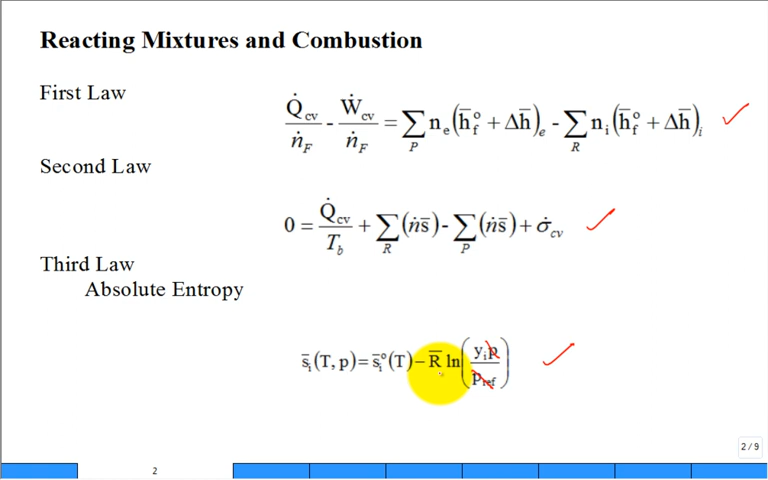 Reacting Mixtures and Combustion
First Law
Q̇cv/ṅF - Ẇcv/ṅF = ∑P ne(h̄f° + Δh̄)e - ∑R ni(h̄f° + Δh̄)i
Second Law
0 = Q̇cv/Tb + ∑R(ṅs̄) - ∑P(ṅs̄) + σ̇cv
Third Law
Absolute Entropy
s̄i(T, p) = s̄i°(T) – R̄ ln(yip/pref)
2 / 9
2